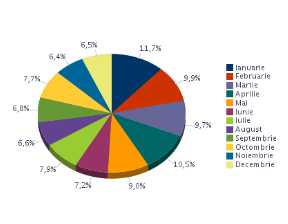 6,5%
11,7%
6,4%
9,9%
7,7%
6,8%
9,7%
6,6%
10,5%
7,9%
7,2%
9,0%
Ianuarie
Februarie
Martie
Aprilie
Mai
Iunie
Iulie
August
Septembrie
Octombrie
Noiembrie
Decembrie